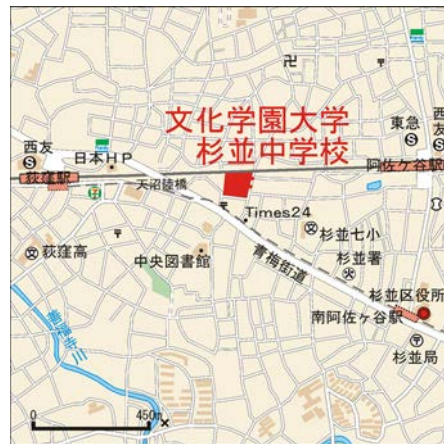 文化学園大学
杉並中学校
東急
西友
阿佐ケ谷駅
西友
日本HP
荻窪駅
天沼陸橋
Times24
杉並七小
荻窪高
中央図書館
青梅街道
杉並署
杉並区役所
南阿佐ケ谷駅
善福寺川
杉並局
0
450m